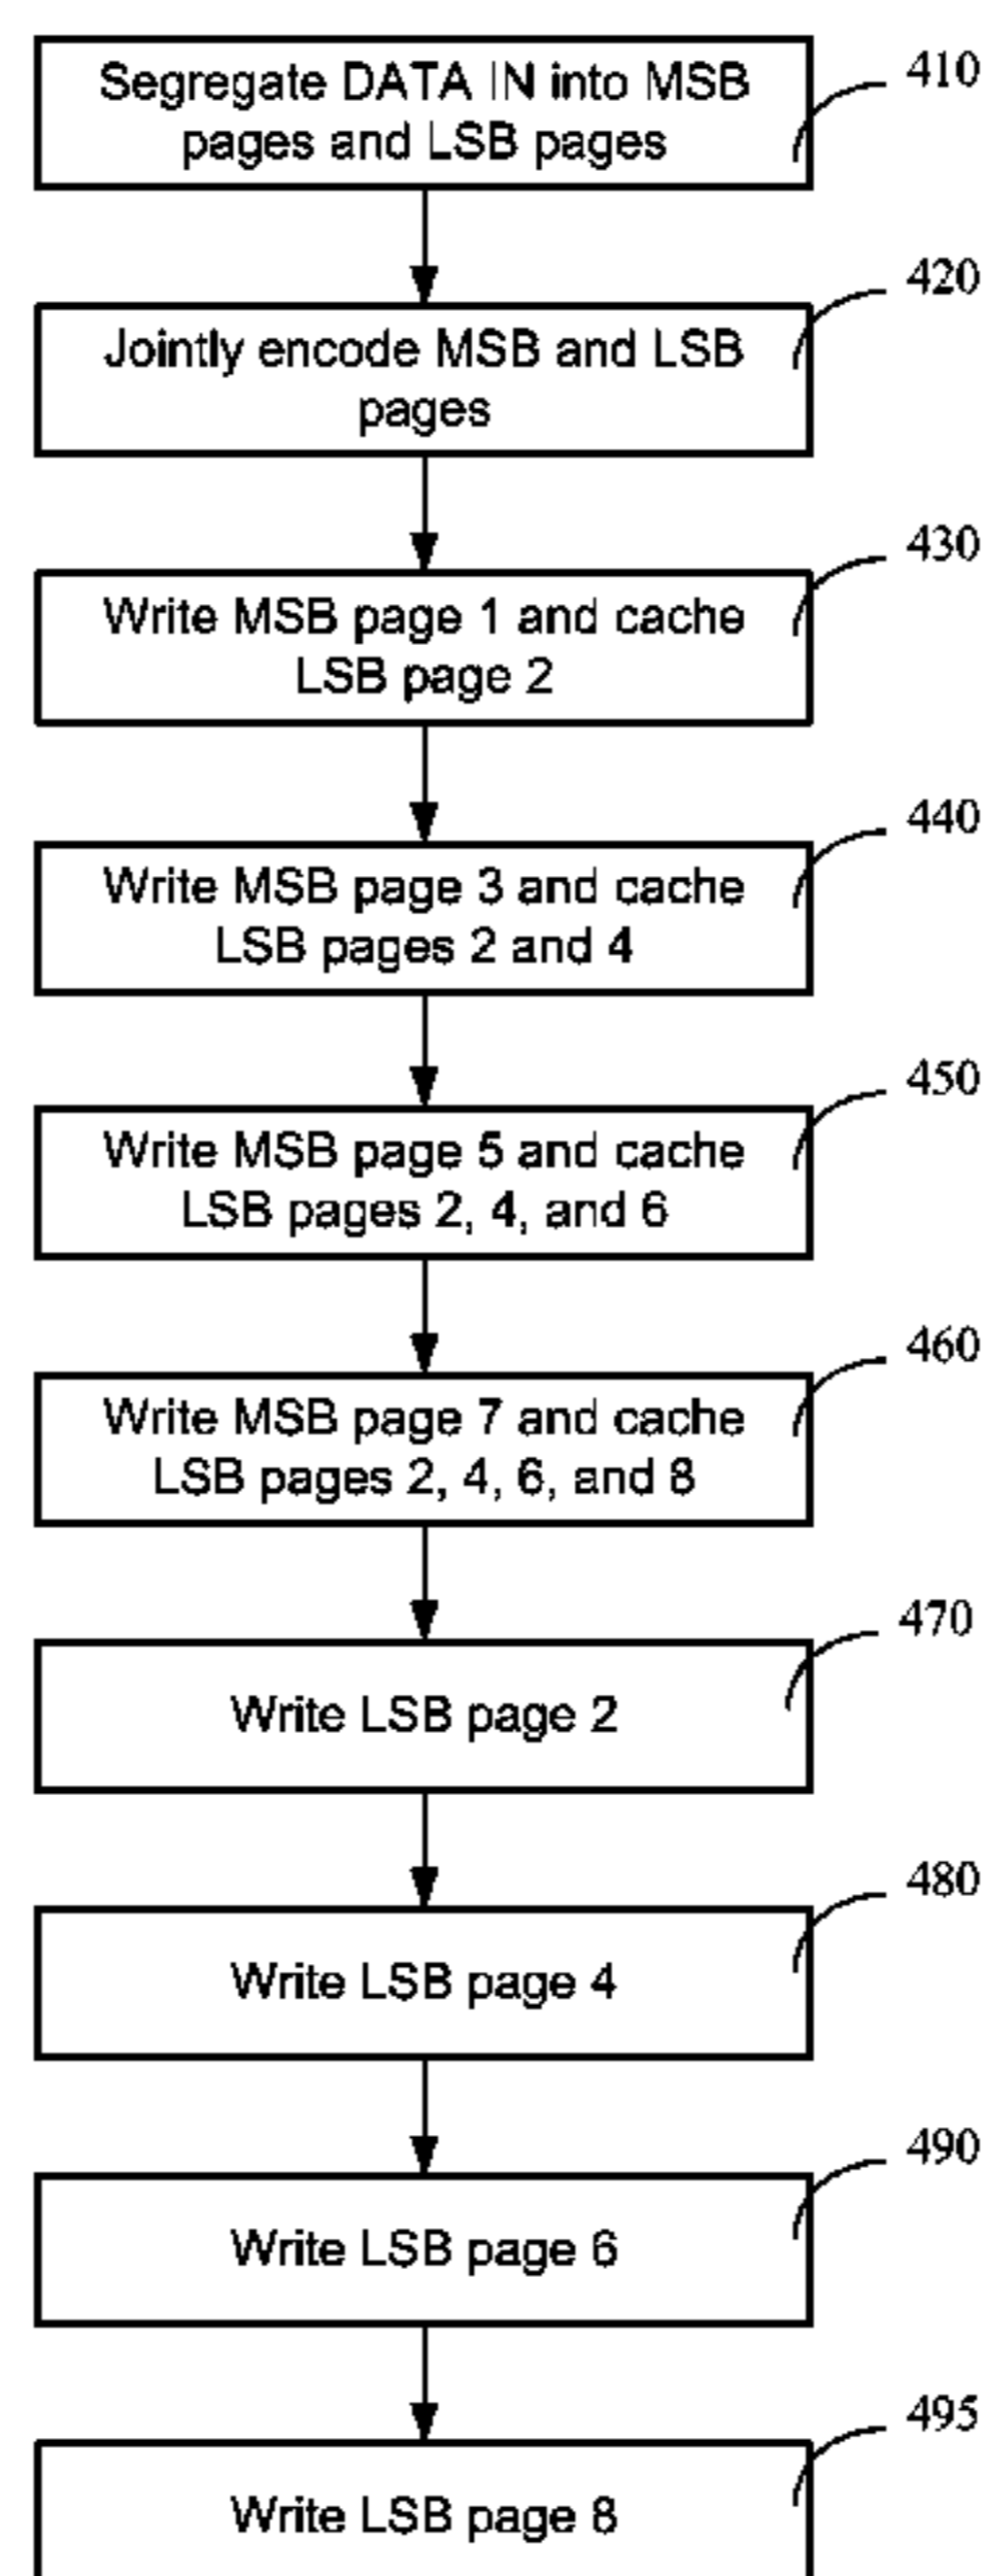 Segregate DATA IN into MSB
pages and LSB pages
410
Jointly encode MSB and LSB
pages
420
Write MSB page 1 and cache
LSB page 2
430
Write MSB page 3 and cache
LSB pages 2 and 4
440
Write MSB page 5 and cache
LSB pages 2, 4, and 6
450
Write MSB page 7 and cache
LSB pages 2, 4, 6, and 8
460
Write LSB page 2
470
Write LSB page 4
480
Write LSB page 6
490
Write LSB page 8
495